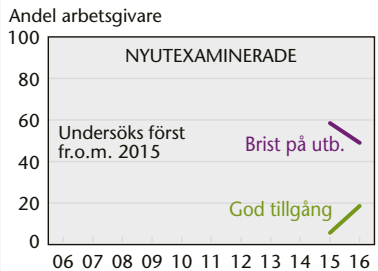 Andel arbetsgivare
100
NYUTEXAMINERADE
80
60
Undersöks först
fr.o.m. 2015
Brist på utb.
40
God tillgång
20
0
06 07 08 09 10 11 12 13 14 15 16